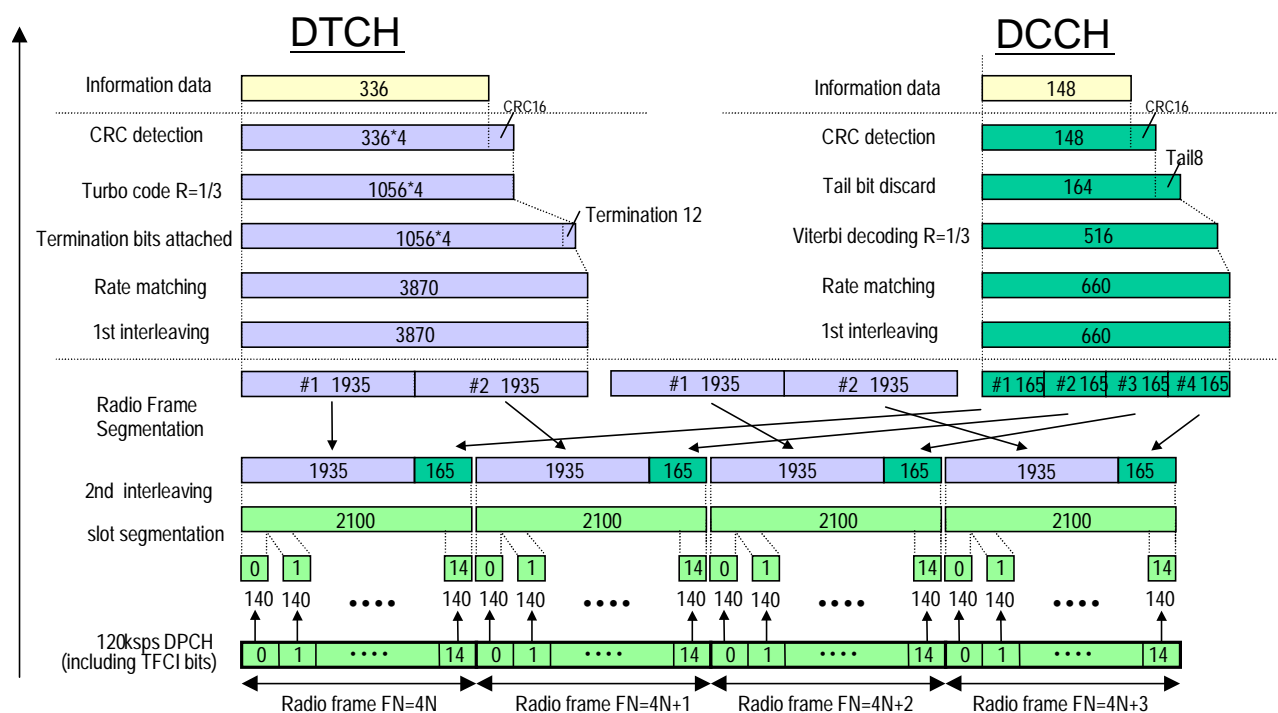 DTCH DCCH
Information data 336 Information data 148
CRC16 CRC16
CRC detection 336*4 CRC detection 148
Tail8
Turbo code R=1/3 1056*4 Tail bit discard 164
Termination 12
Termination bits attached 1056*4 Viterbi decoding R=1/3 516
Rate matching 3870 Rate matching 660
1st interleaving 3870 1st interleaving 660
#1 1935 #2 1935 #1 1935 #2 1935 #1 165 #2 165 #3 165 #4 165
Radio Frame
Segmentation
1935 165 1935 165 1935 165 1935 165
2nd interleaving
slot segmentation 2100 2100 2100 2100
0 1 14 0 1 14 0 1 14 0 1 14
140 140 •••• 140 140 140 •••• 140 140 140 •••• 140 140 140 •••• 140
120ksps DPCH
(including TFCI bits) 0 1 •••• 14 0 1 •••• 14 0 1 •••• 14 0 1 •••• 14
Radio frame FN=4N Radio frame FN=4N+1 Radio frame FN=4N+2 Radio frame FN=4N+3